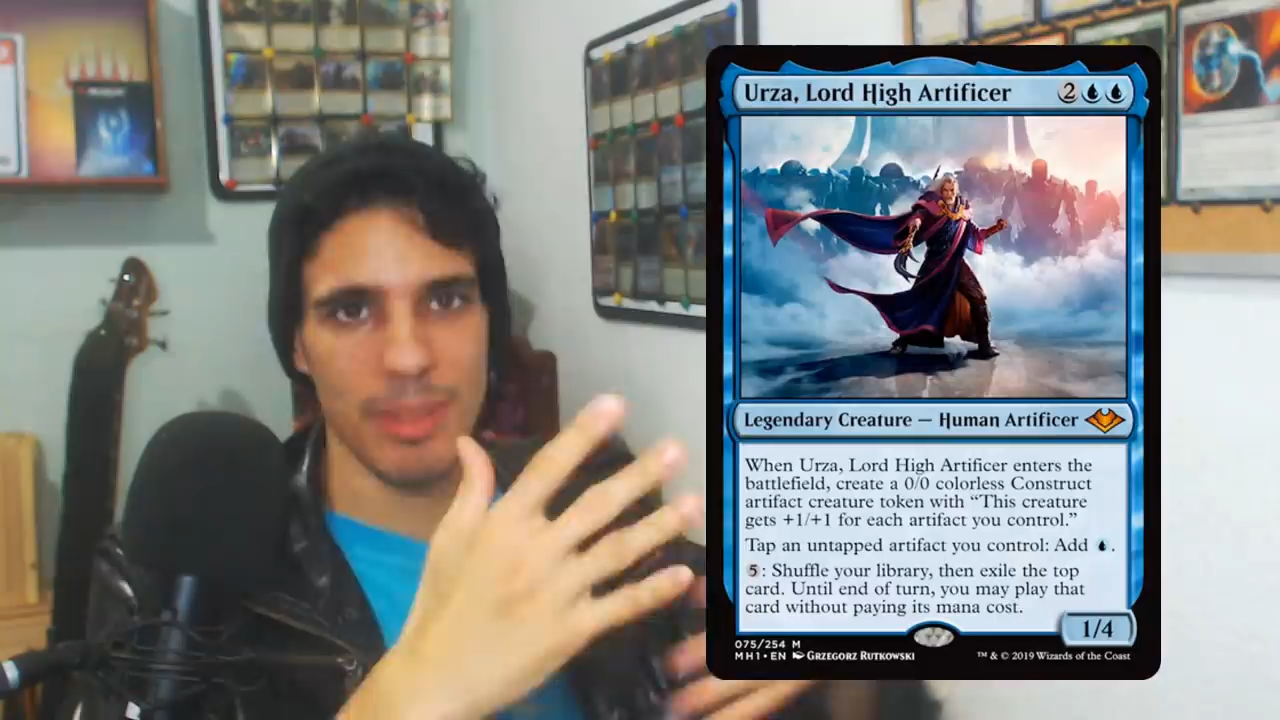 Urza, Lord High Artificer 2
Legendary Creature — Human Artificer
When Urza, Lord High Artificer enters the
battlefield, create a 0/0 colorless Construct
artifact creature token with “This creature
gets +1/+1 for each artifact you control.”
Tap an untapped artifact you control: Add .
5: Shuffle your library, then exile the top
card. Until end of turn, you may play that
card without paying its mana cost.
1/4
075/254 M
MH1 • EN Grzegorz Rutkowski
™ & © 2019 Wizards of the Coast